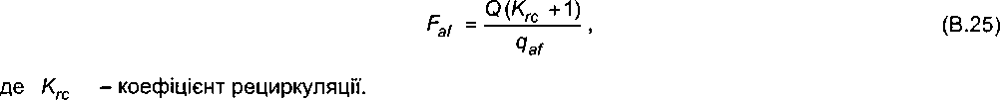 F_af = Q(K_rc + 1) / q_af , (В.25)
де K_rc – коефіцієнт рециркуляції.